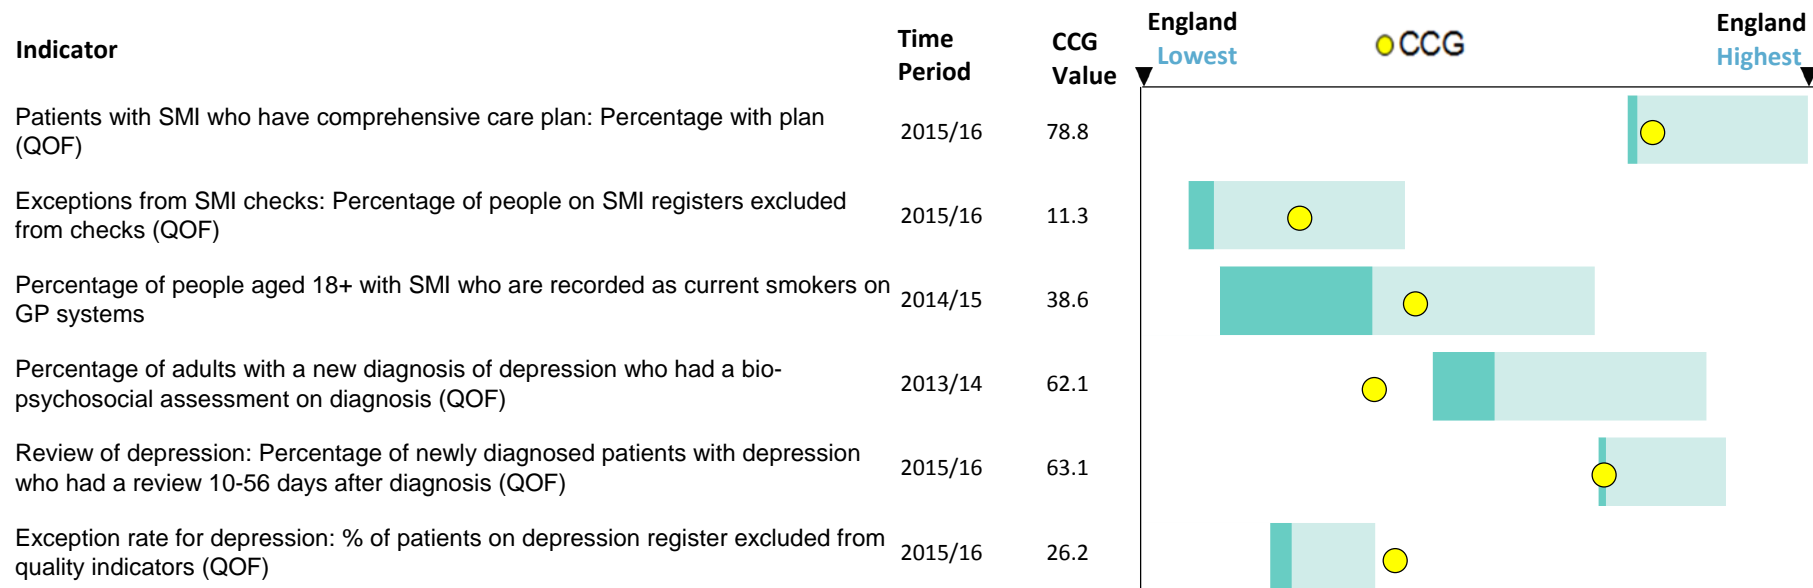 Indicator
Time
Period
CCG
Value
England
Lowest
CCG
England
Highest
Patients with SMI who have comprehensive care plan: Percentage with plan
(QOF)
2015/16
78.8
Exceptions from SMI checks: Percentage of people on SMI registers excluded
from checks (QOF)
2015/16
11.3
Percentage of people aged 18+ with SMI who are recorded as current smokers on
GP systems
2014/15
38.6
Percentage of adults with a new diagnosis of depression who had a bio-
psychosocial assessment on diagnosis (QOF)
2013/14
62.1
Review of depression: Percentage of newly diagnosed patients with depression
who had a review 10-56 days after diagnosis (QOF)
2015/16
63.1
Exception rate for depression: % of patients on depression register excluded from
quality indicators (QOF)
2015/16
26.2